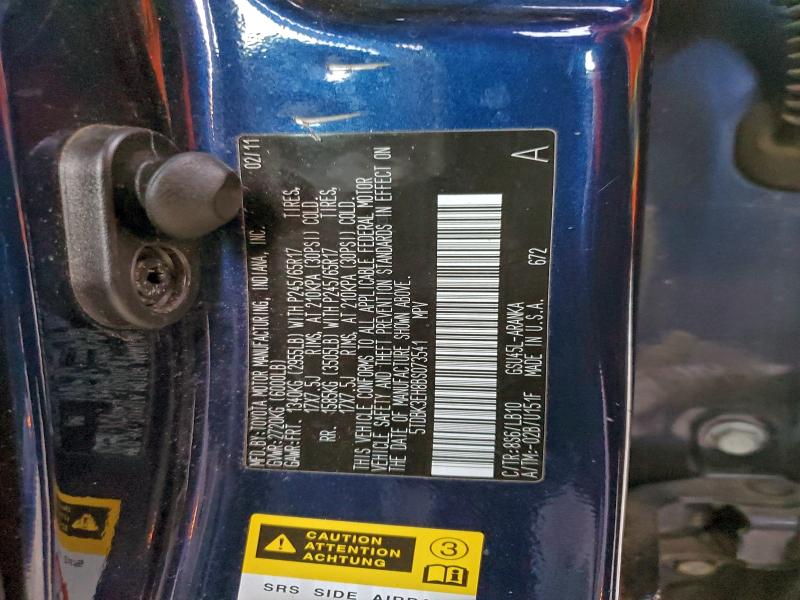 MFD.BY:TOYOTA MOTOR MANUFACTURING, INDIANA, INC. 02/11
GVWR-2720KG(6000LB)
GAWR-FRT. 1340KG (2955LB) WITH P245/65R17 TIRES,
17X7.5J RIMS, AT 210KPA (30PSI) COLD.
RR. 1585KG (3505LB) WITH P245/65R17 TIRES,
17X7.5J RIMS, AT 210KPA (30PSI) COLD.
THIS VEHICLE CONFORMS TO ALL APPLICABLE FEDERAL MOTOR
VEHICLE SAFETY AND THEFT PREVENTION STANDARDS IN EFFECT ON
THE DATE OF MANUFACTURE SHOWN ABOVE.
5TDBK3EH8BS073541 MPV
C/TR:8S6/LB10 GSU45L-ARANKA
A/TM:-02B/U151F MADE IN U.S.A. 672
A
CAUTION
ATTENTION
ACHTUNG
3
SRS SIDE AIRBA